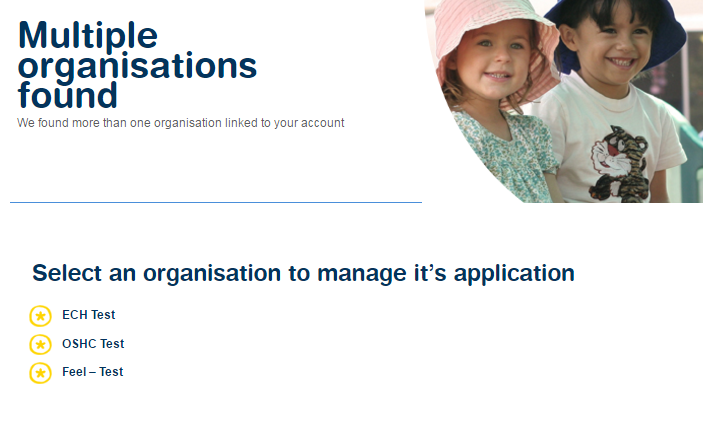 Multiple
organisations
found
We found more than one organisation linked to your account
Select an organisation to manage it’s application
ECH Test
OSHC Test
Feel – Test